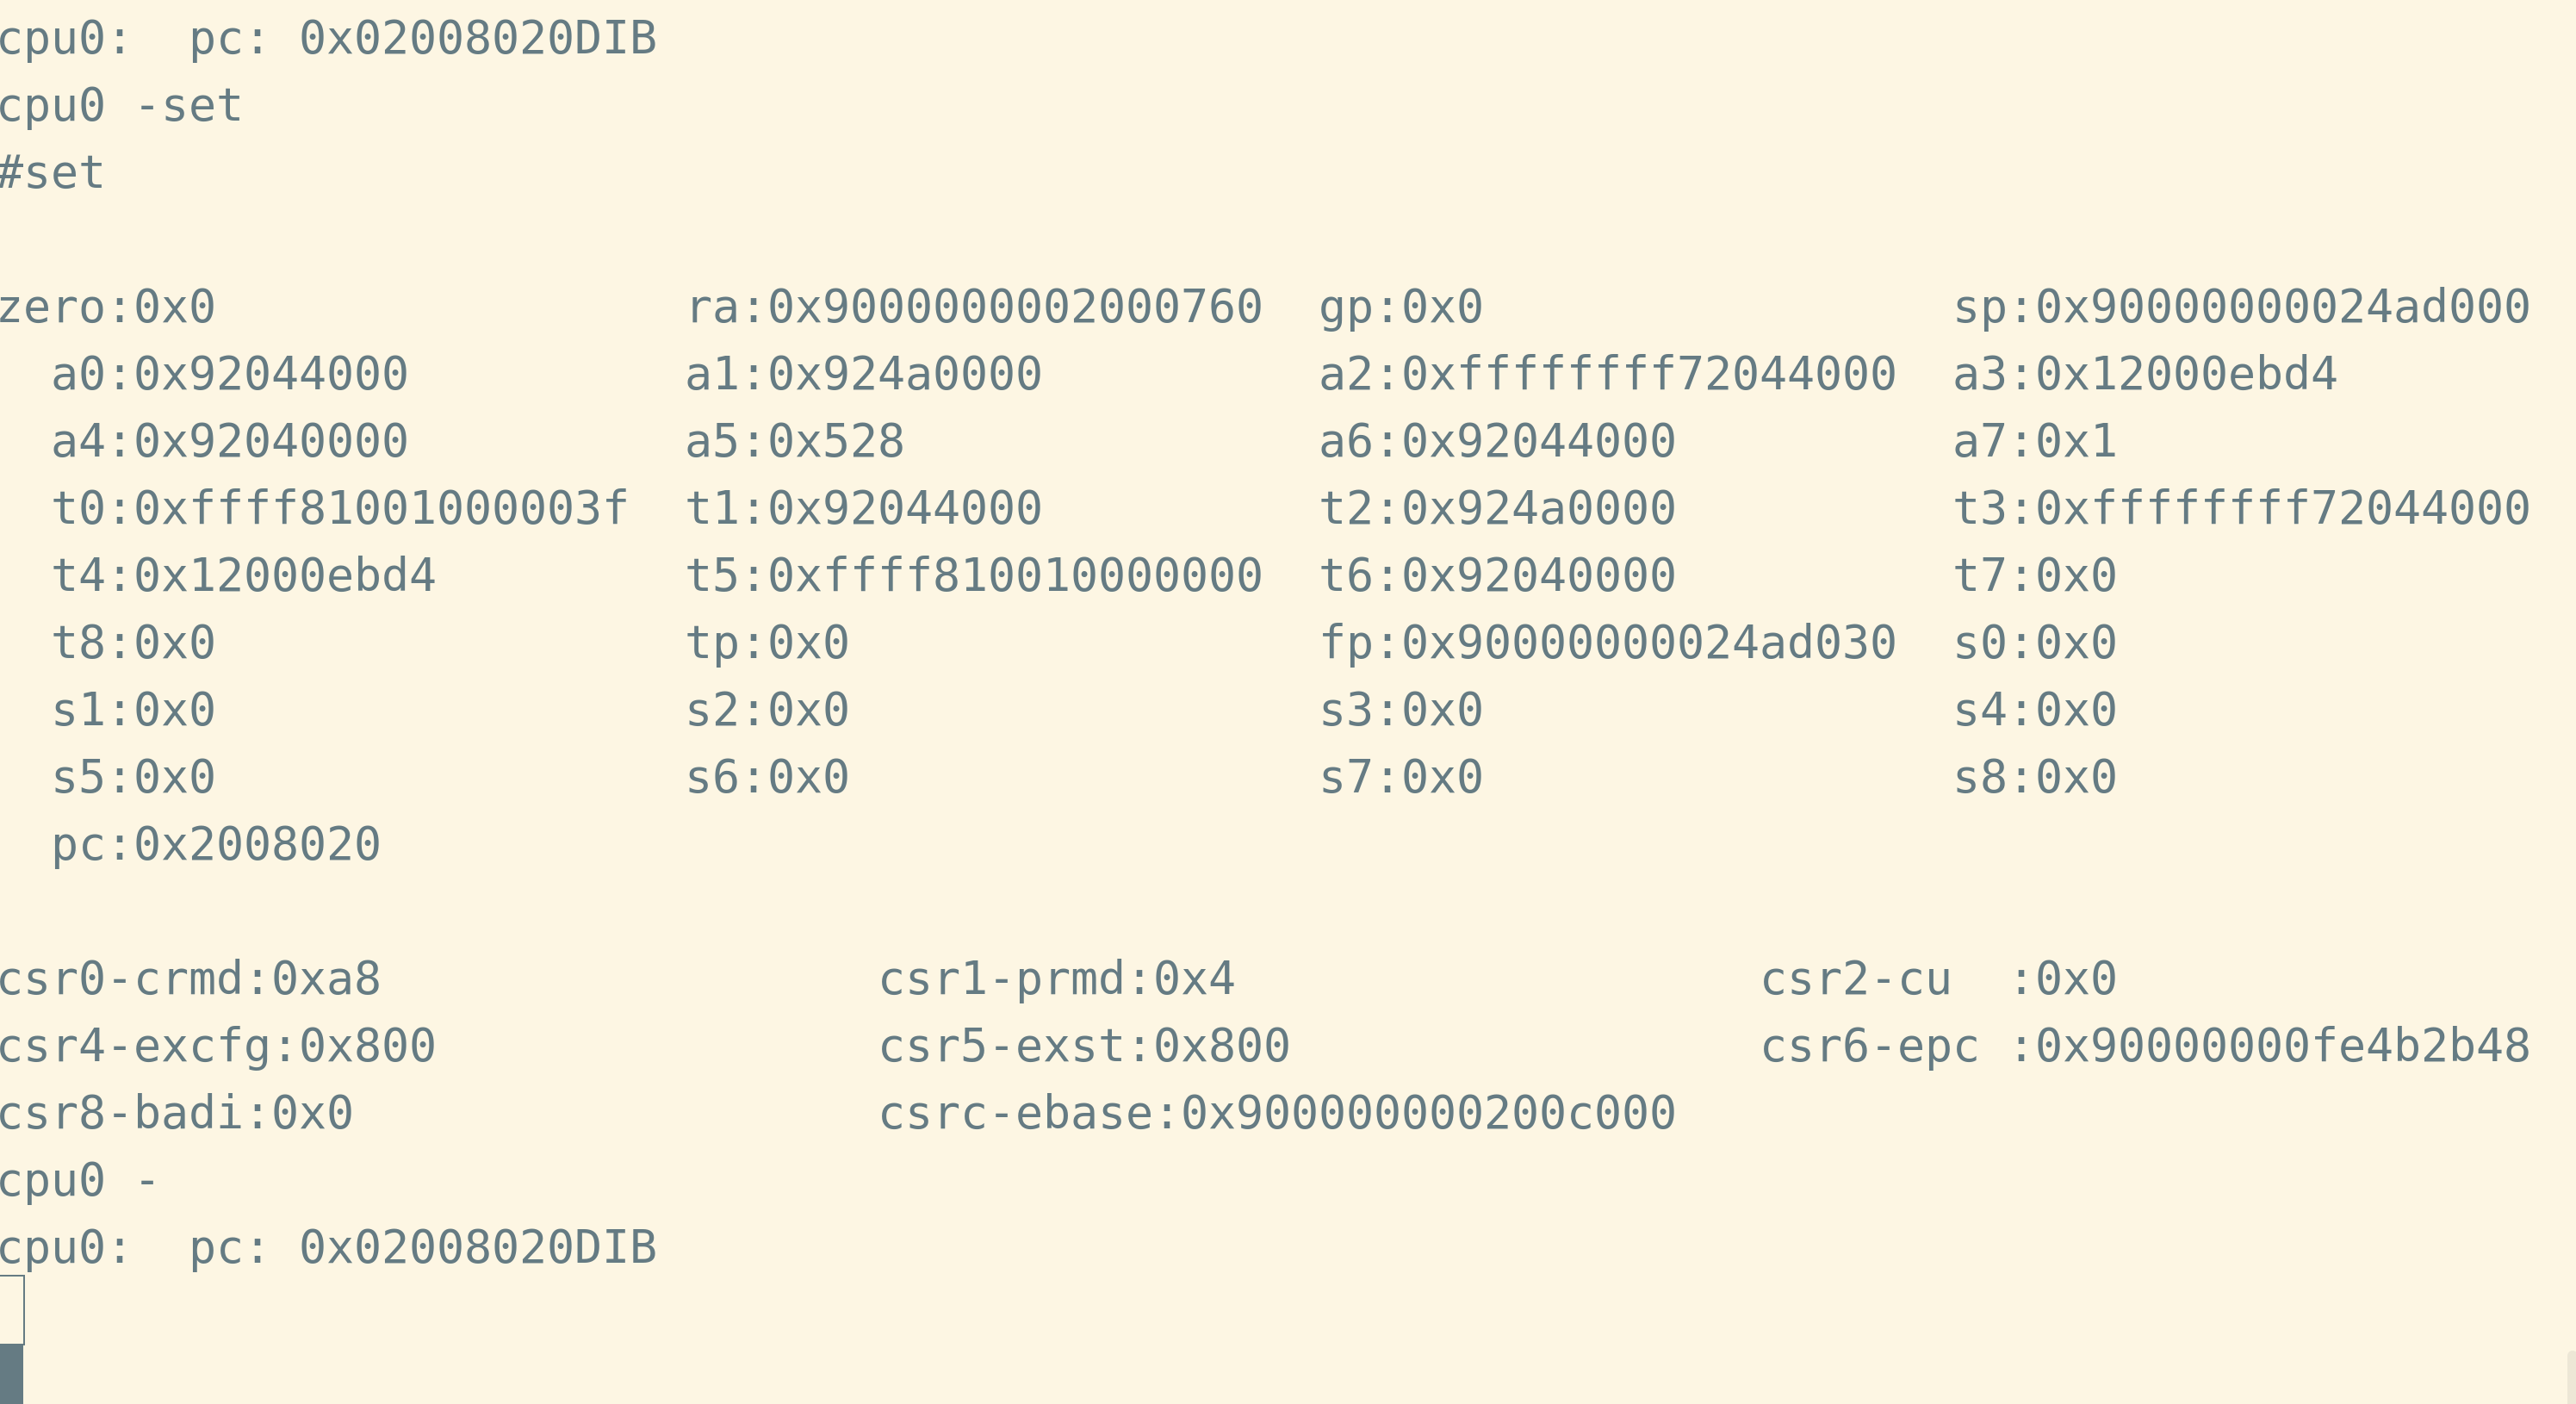 cpu0:  pc: 0x02008020DIB
cpu0 -set
#set
zero:0x0                 ra:0x9000000002000760  gp:0x0                 sp:0x90000000024ad000
  a0:0x92044000          a1:0x924a0000          a2:0xffffffff72044000  a3:0x12000ebd4
  a4:0x92040000          a5:0x528               a6:0x92044000          a7:0x1
  t0:0xffff81001000003f  t1:0x92044000          t2:0x924a0000          t3:0xffffffff72044000
  t4:0x12000ebd4         t5:0xffff810010000000  t6:0x92040000          t7:0x0
  t8:0x0                 tp:0x0                 fp:0x90000000024ad030  s0:0x0
  s1:0x0                 s2:0x0                 s3:0x0                 s4:0x0
  s5:0x0                 s6:0x0                 s7:0x0                 s8:0x0
  pc:0x2008020
csr0-crmd:0xa8                  csr1-prmd:0x4                   csr2-cu  :0x0
csr4-excfg:0x800                csr5-exst:0x800                 csr6-epc :0x90000000fe4b2b48
csr8-badi:0x0                   csrc-ebase:0x900000000200c000
cpu0 -
cpu0:  pc: 0x02008020DIB